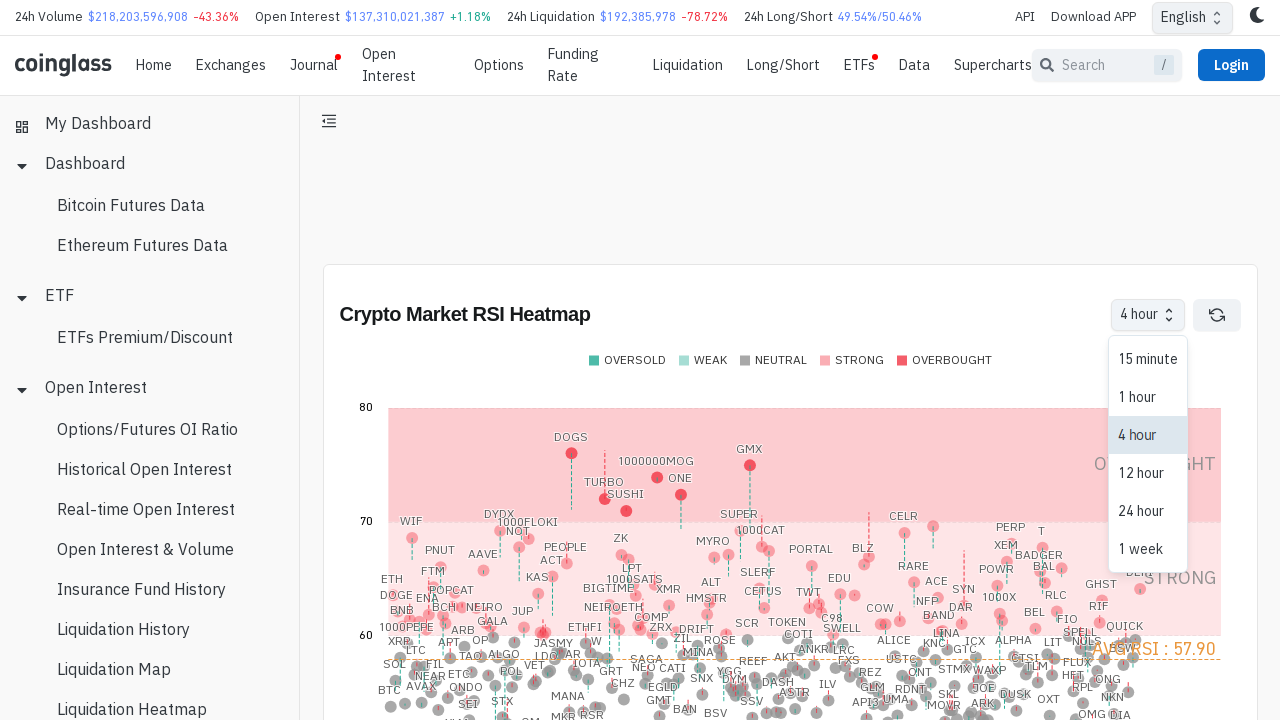 24h Volume $218,203,596,908 -43.36% Open Interest $137,310,021,387 +1.18% 24h Liquidation $192,385,978 -78.72% 24h Long/Short 49.54%/50.46% API Download APP English
coinglass Home Exchanges Journal Open Interest Options Funding Rate Liquidation Long/Short ETFs Data Supercharts Search / Login
My Dashboard
Dashboard
Bitcoin Futures Data
Ethereum Futures Data
ETF
ETFs Premium/Discount
Open Interest
Options/Futures OI Ratio
Historical Open Interest
Real-time Open Interest
Open Interest & Volume
Insurance Fund History
Liquidation History
Liquidation Map
Liquidation Heatmap
Crypto Market RSI Heatmap
4 hour
15 minute
1 hour
4 hour
12 hour
24 hour
1 week
OVERSOLD WEAK NEUTRAL STRONG OVERBOUGHT
80
DOGS
GMX
1000000MOG
TURBO
ONE
SUSHI
70
WIF
DYDX
1000FLOKI
NOT
SUPER
1000CAT
CELR
PERP
T
PNUT
AAVE
PEOPLE
ACT
ZK
MYRO
PORTAL
BLZ
XEM
BADGER
BAL
STRONG
ETH
FTM
KAS
LPT
1000SATS
BIGTIME
XMR
ALT
SLERF
CETUS
EDU
RARE
ACE
SYN
POWR
GHST
DOGE
ENA
POPCAT
HMSTR
TWT
NFP
1000X
RLC
BNB
BCH
NEIRO
JUP
NEIROETH
COMP
C98
COW
BAND
DAR
BEL
RIF
1000PEPE
ARB
GALA
ETHFI
ZRX
DRIFT
SCR
TOKEN
SWELL
FIO
QUICK
60
XRP
LTC
APT
OP
JASMY
W
ZIL
ROSE
COTI
ALICE
LINA
KNC
ICX
ALPHA
LIT
SPELL
AVG RSI : 57.90
SOL
FIL
TAO
ALGO
IOTA
SAGA
MINA
REEF
AKT
ANKR
LRC
FXS
USTC
GTC
CTSI
FLUX
NEAR
ETC
POL
VET
GRT
NEO
CATI
YGG
REZ
ONT
STMX
WAXP
TLM
HFT
ONG
BTC
AVAX
ONDO
CHZ
EGLD
SNX
DYM
DASH
ILV
GLM
RDNT
JOE
RPL
SEI
STX
MANA
GMT
SSV
ASTR
API3
UMA
SKL
MOVR
ARK
DUSK
OXT
NKN
MKR
RSR
BAN
BSV
OMG
DIA